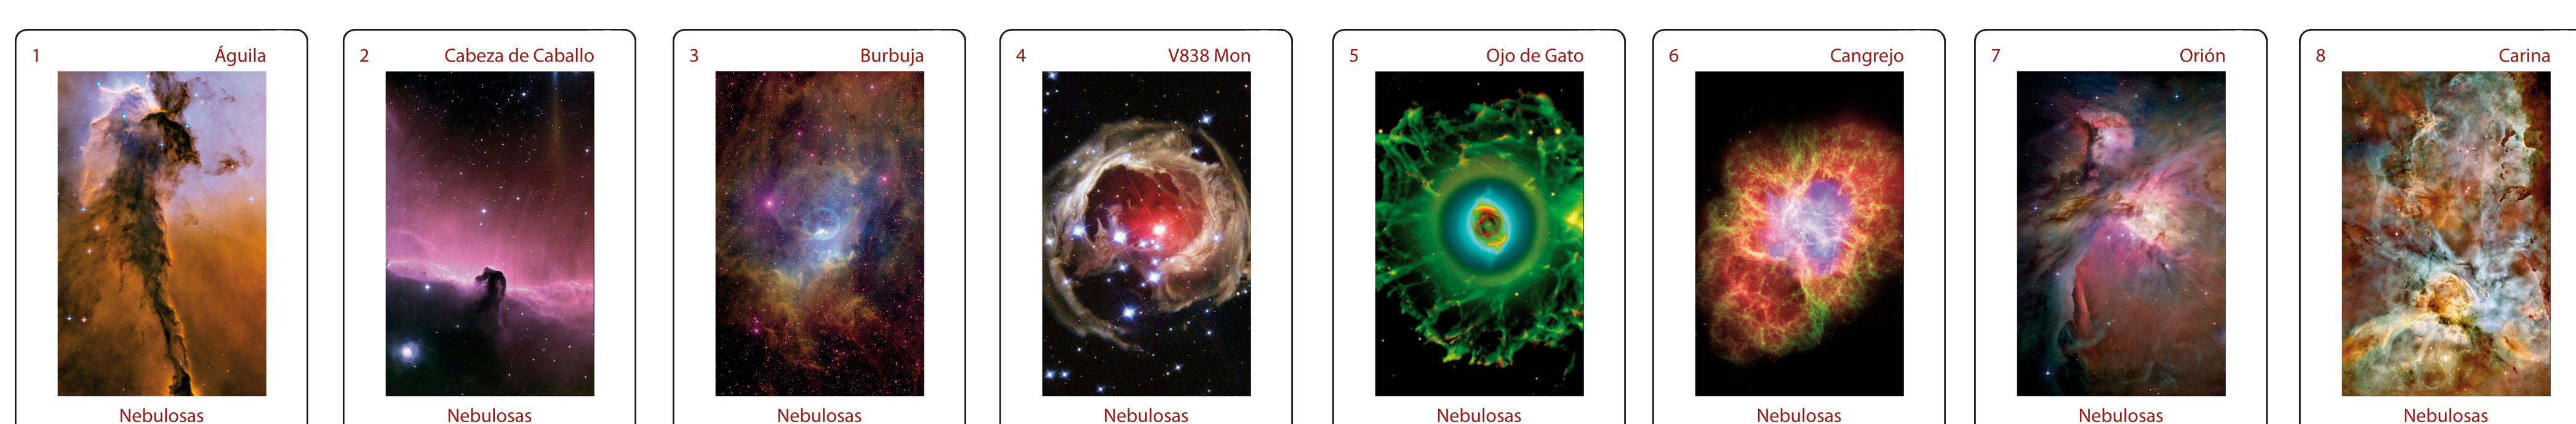 1 Águila
Nebulosas
2 Cabeza de Caballo
Nebulosas
3 Burbuja
Nebulosas
4 V838 Mon
Nebulosas
5 Ojo de Gato
Nebulosas
6 Cangrejo
Nebulosas
7 Orión
Nebulosas
8 Carina
Nebulosas